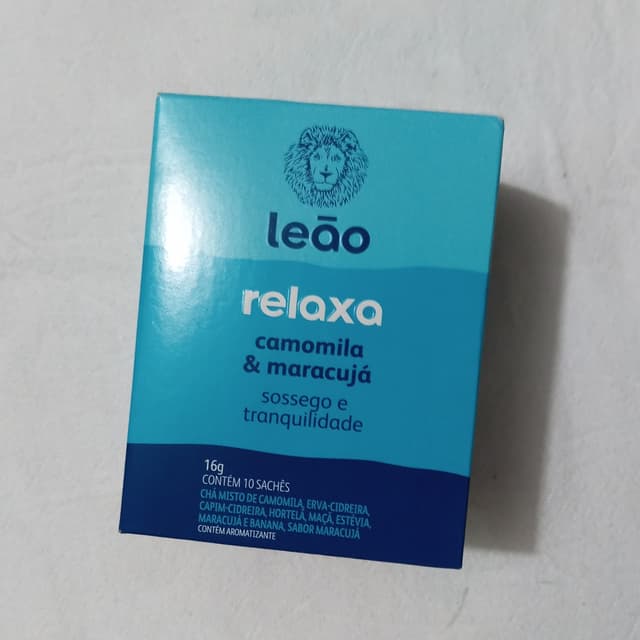 leão
relaxa
camomila
& maracujá
sossego e
tranquilidade
16g
CONTÉM 10 SACHÊS
CHÁ MISTO DE CAMOMILA, ERVA-CIDREIRA,
CAPIM-CIDREIRA, HORTELÃ, MAÇÃ, ESTÉVIA,
MARACUJÁ E BANANA, SABOR MARACUJÁ
CONTÉM AROMATIZANTE